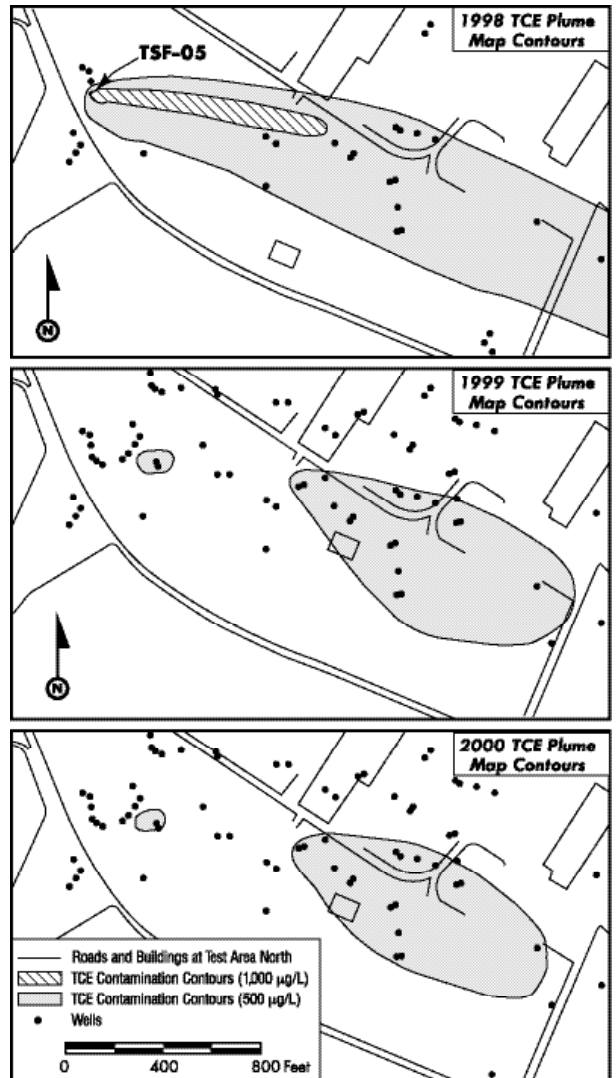 1998 TCE Plume
Map Contours
TSF-05
N
1999 TCE Plume
Map Contours
N
2000 TCE Plume
Map Contours
Roads and Buildings at Test Area North
TCE Contamination Contours (1,000 µg/L)
TCE Contamination Contours (500 µg/L)
Wells
0 400 800 Feet